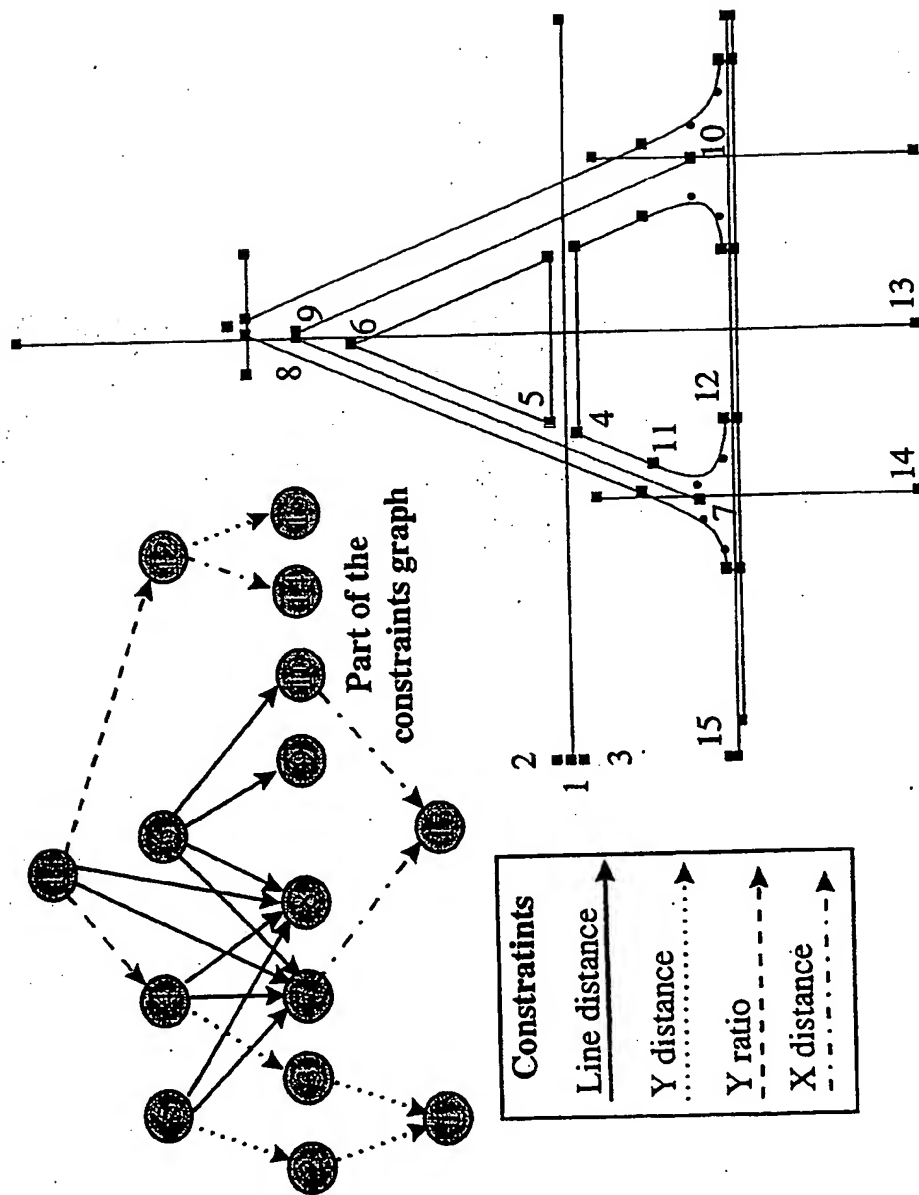 Part of the
constraints graph
Constratints
Line distance
Y distance
Y ratio
X distance
8
9
6
2
1
3
5
4
11
10
15
7
12
14
13